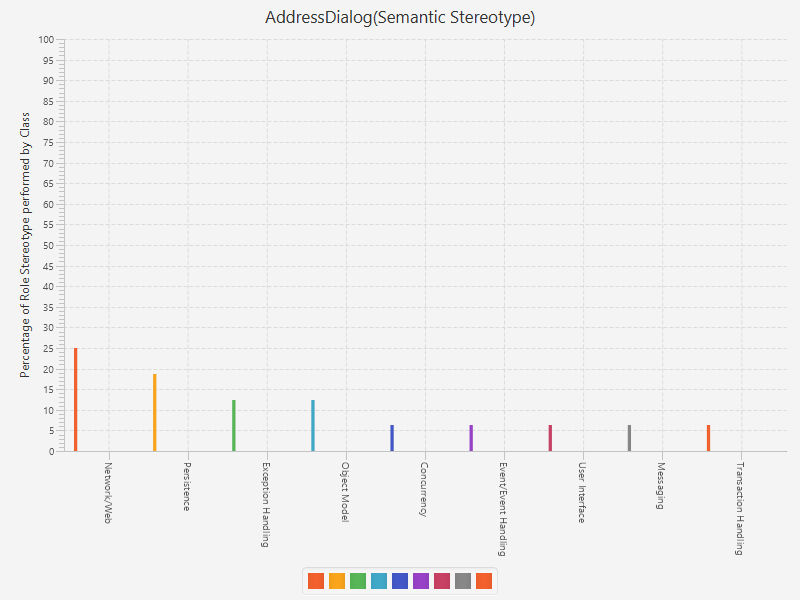 AddressDialog(Semantic Stereotype)
Percentage of Role Stereotype performed by Class
100
95
90
85
80
75
70
65
60
55
50
45
40
35
30
25
20
15
10
5
0
Network/Web
Persistence
Exception Handling
Object Model
Concurrency
Event/Event Handling
User Interface
Messaging
Transaction Handling